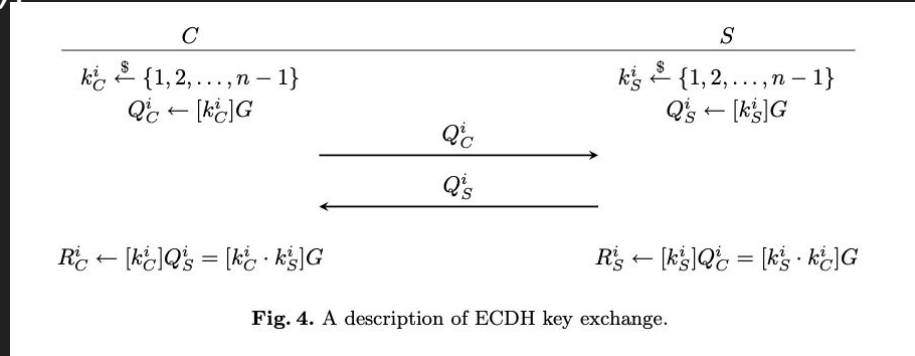 C S
k_C^i ←$ {1, 2, . . . , n − 1} k_S^i ←$ {1, 2, . . . , n − 1}
Q_C^i ← [k_C^i]G Q_S^i ← [k_S^i]G
Q_C^i
Q_S^i
R_C^i ← [k_C^i]Q_S^i = [k_C^i · k_S^i]G R_S^i ← [k_S^i]Q_C^i = [k_S^i · k_C^i]G
Fig. 4. A description of ECDH key exchange.